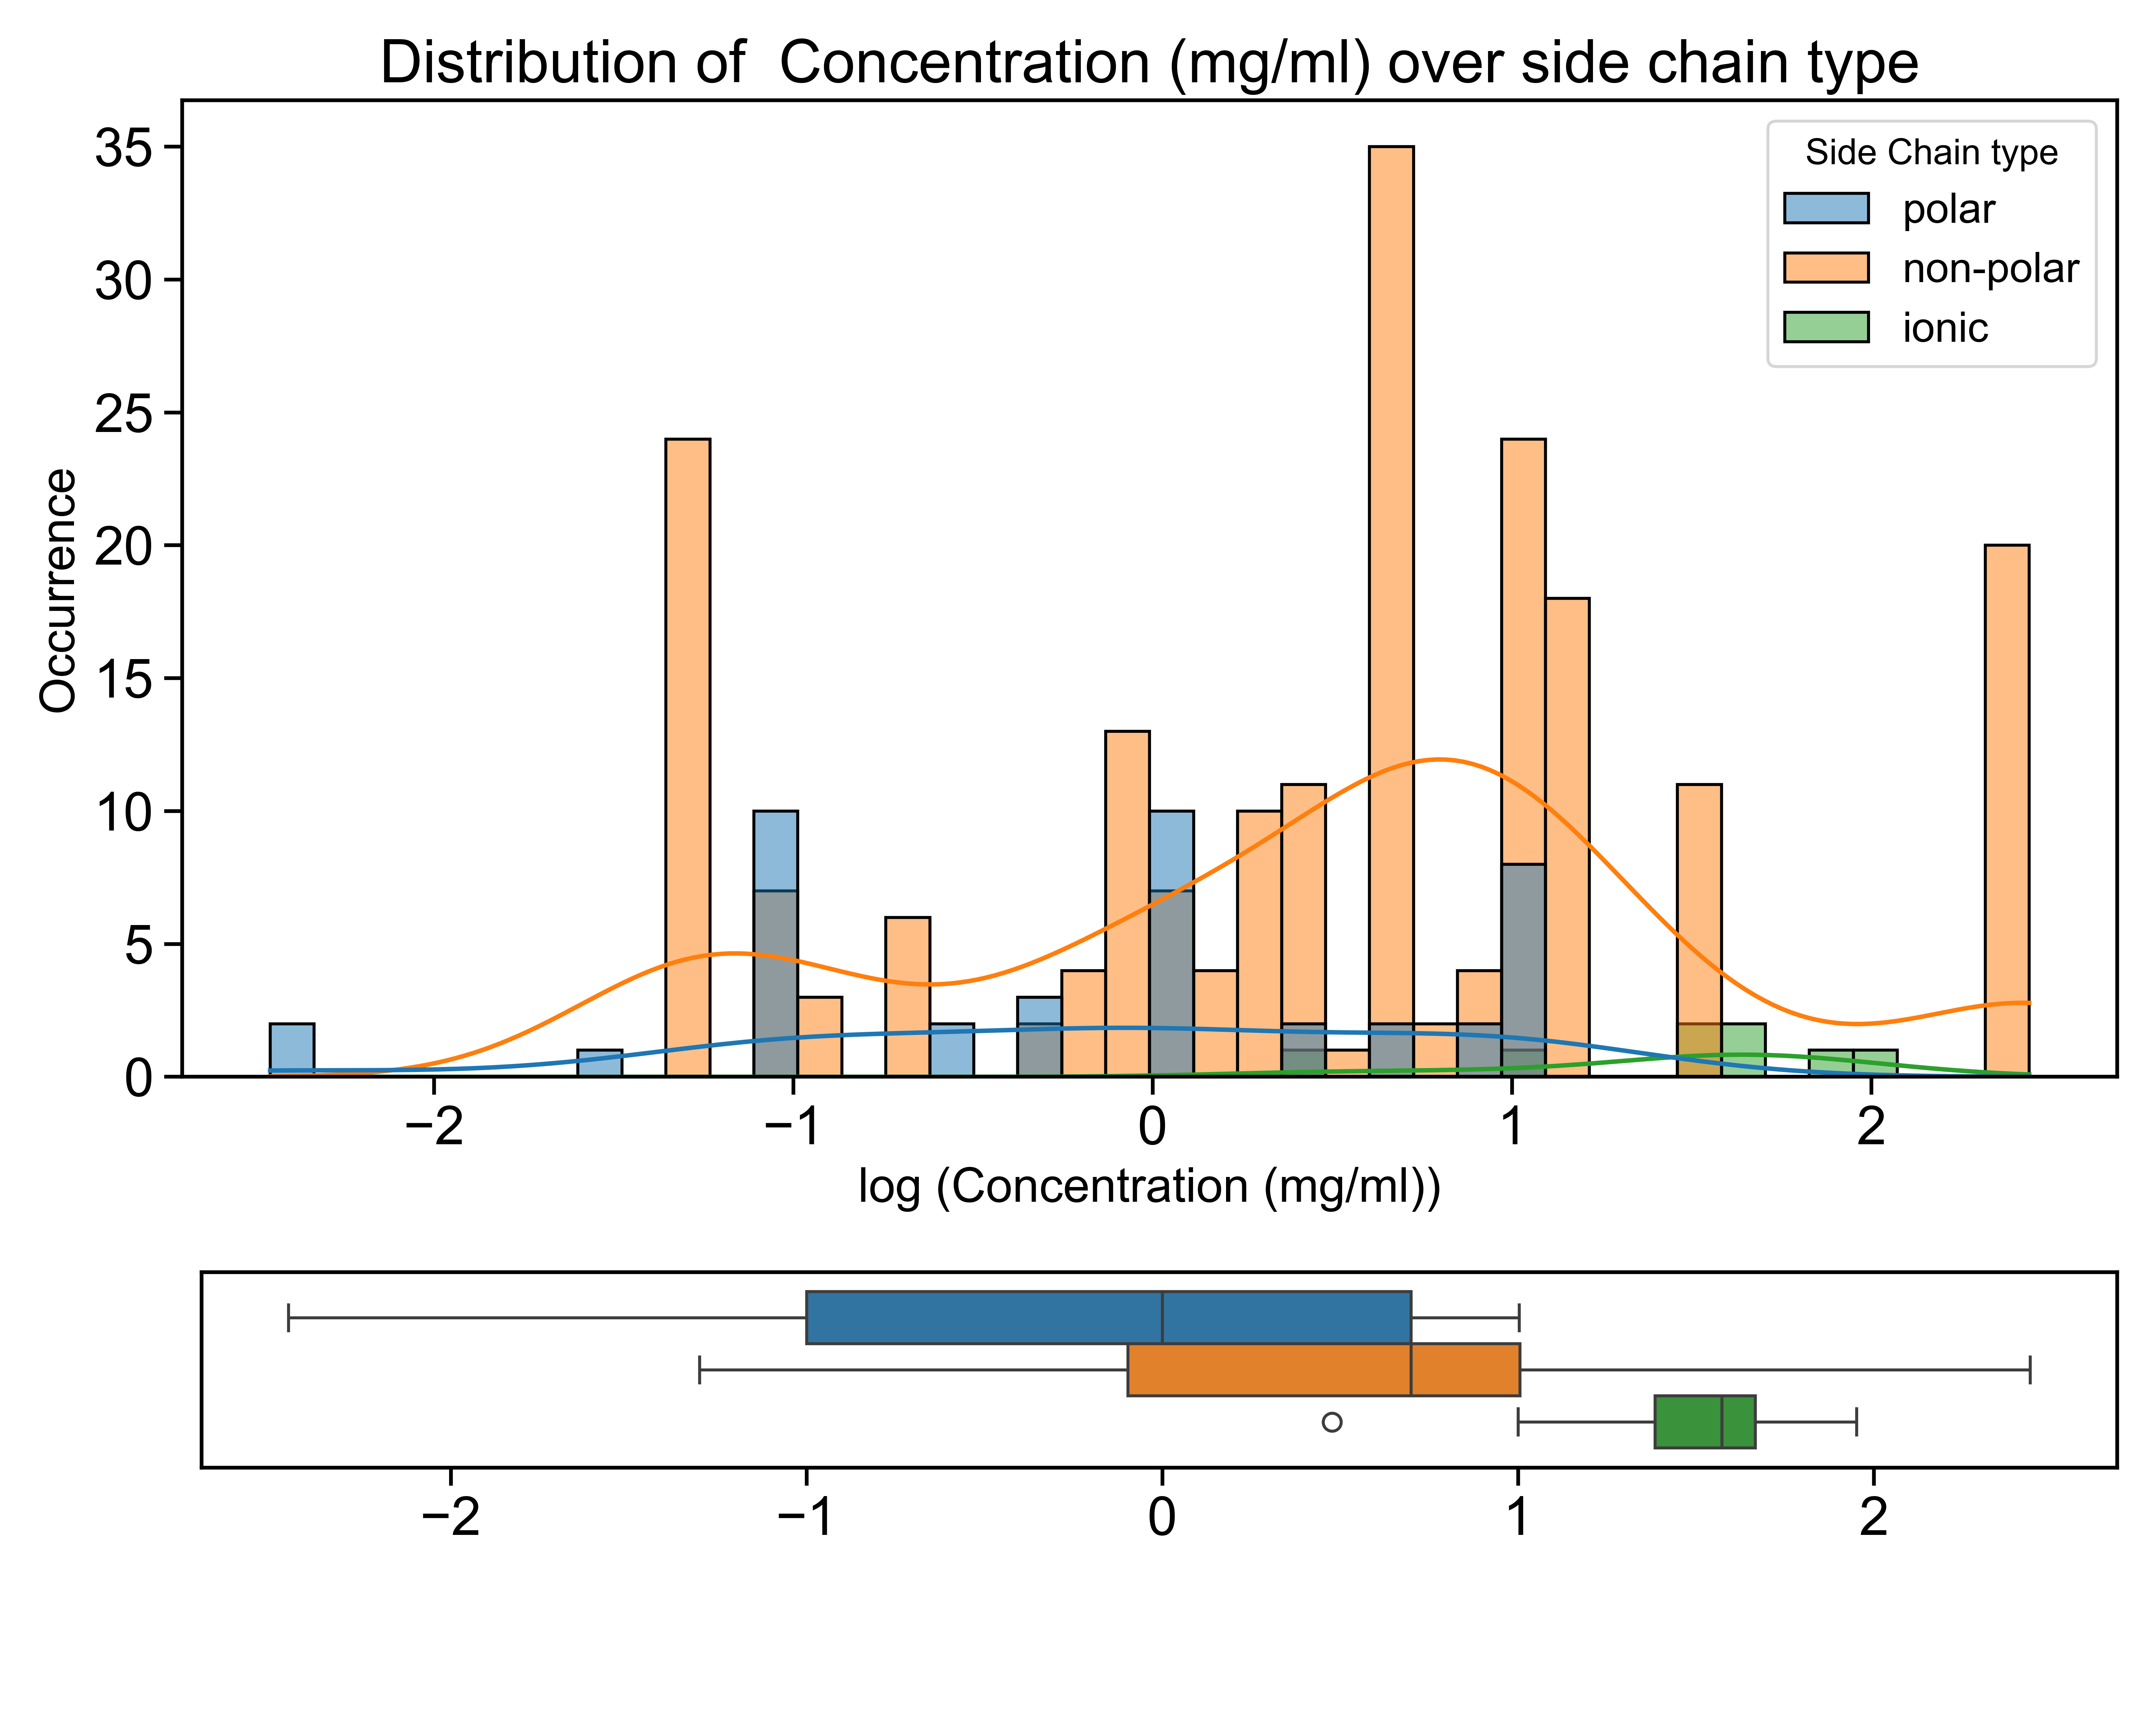 Distribution of  Concentration (mg/ml) over side chain type
Side Chain type
polar
non-polar
ionic
Occurrence
35
30
25
20
15
10
5
0
−2 −1 0 1 2
log (Concentration (mg/ml))
−2 −1 0 1 2